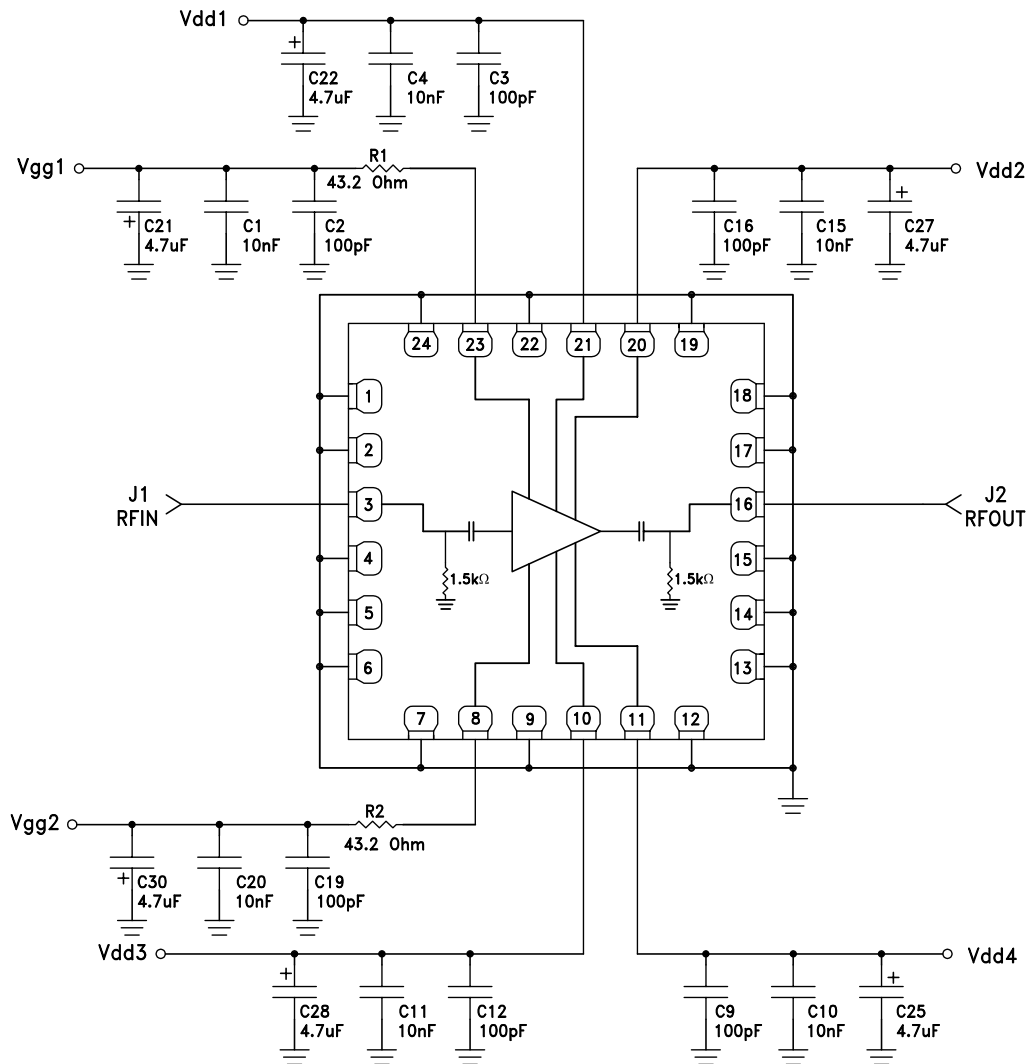 Vdd1
+
C22
4.7uF
C4
10nF
C3
100pF
Vgg1
R1
43.2 Ohm
+
C21
4.7uF
C1
10nF
C2
100pF
Vdd2
C16
100pF
C15
10nF
+
C27
4.7uF
24
23
22
21
20
19
1
2
3
4
5
6
18
17
16
15
14
13
J1
RFIN
J2
RFOUT
1.5kΩ
1.5kΩ
7
8
9
10
11
12
Vgg2
R2
43.2 Ohm
+
C30
4.7uF
C20
10nF
C19
100pF
Vdd3
+
C28
4.7uF
C11
10nF
C12
100pF
Vdd4
C9
100pF
C10
10nF
+
C25
4.7uF